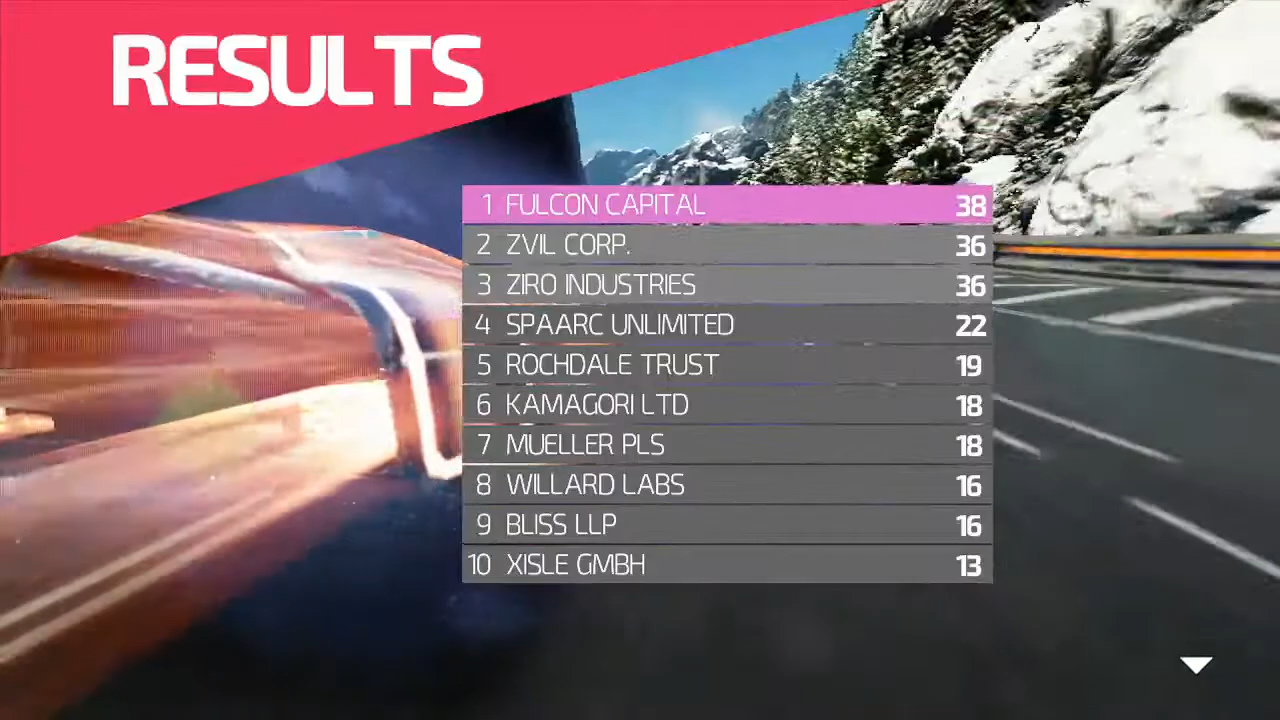 RESULTS
1 FULCON CAPITAL 38
2 ZVIL CORP. 36
3 ZIRO INDUSTRIES 36
4 SPAARC UNLIMITED 22
5 ROCHDALE TRUST 19
6 KAMAGORI LTD 18
7 MUELLER PLS 18
8 WILLARD LABS 16
9 BLISS LLP 16
10 XISLE GMBH 13